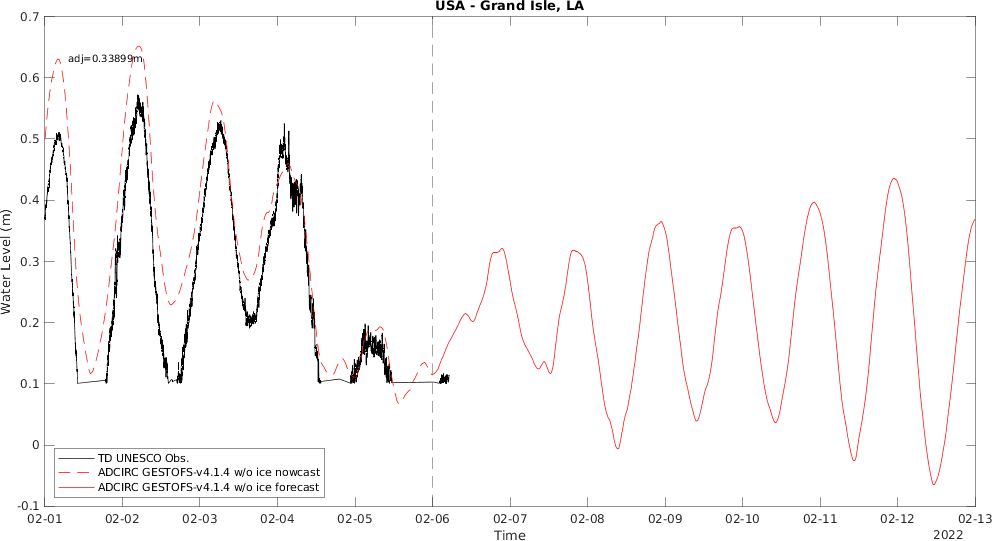 USA - Grand Isle, LA
0.7
adj=0.33899m
0.6
0.5
0.4
0.3
0.2
0.1
0
-0.1
Water Level (m)
TD UNESCO Obs.
ADCIRC GESTOFS-v4.1.4 w/o ice nowcast
ADCIRC GESTOFS-v4.1.4 w/o ice forecast
02-01 02-02 02-03 02-04 02-05 02-06 02-07 02-08 02-09 02-10 02-11 02-12 02-13
Time
2022